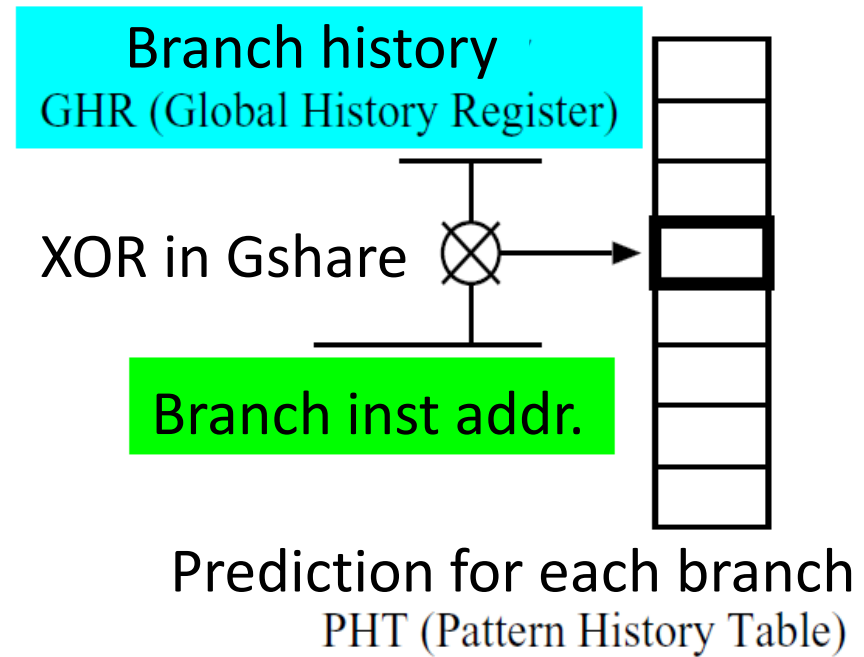 Branch history
GHR (Global History Register)
XOR in Gshare
Branch inst addr.
Prediction for each branch
PHT (Pattern History Table)